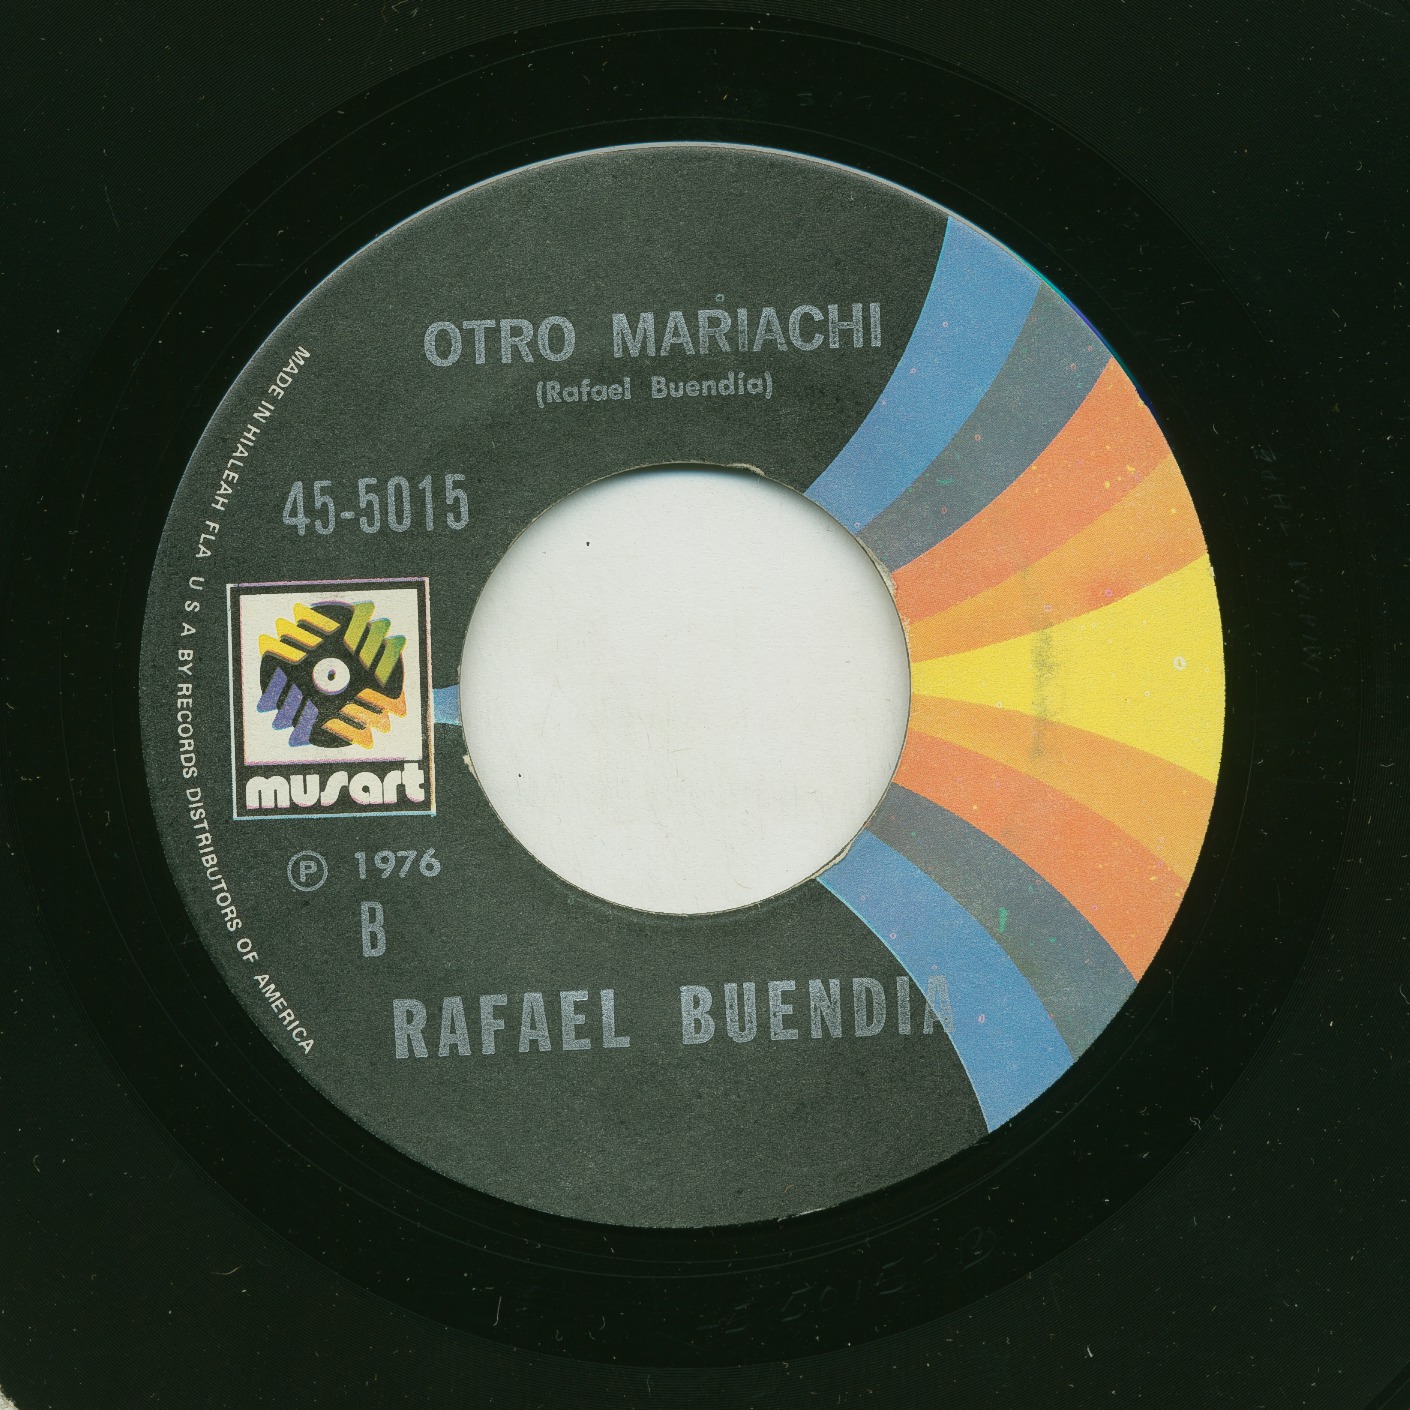 OTRO MARIACHI
(Rafael Buendía)
45-5015
musart
Ⓟ 1976
B
RAFAEL BUENDIA
MADE IN HIALEAH FLA U S A BY RECORDS DISTRIBUTORS OF AMERICA